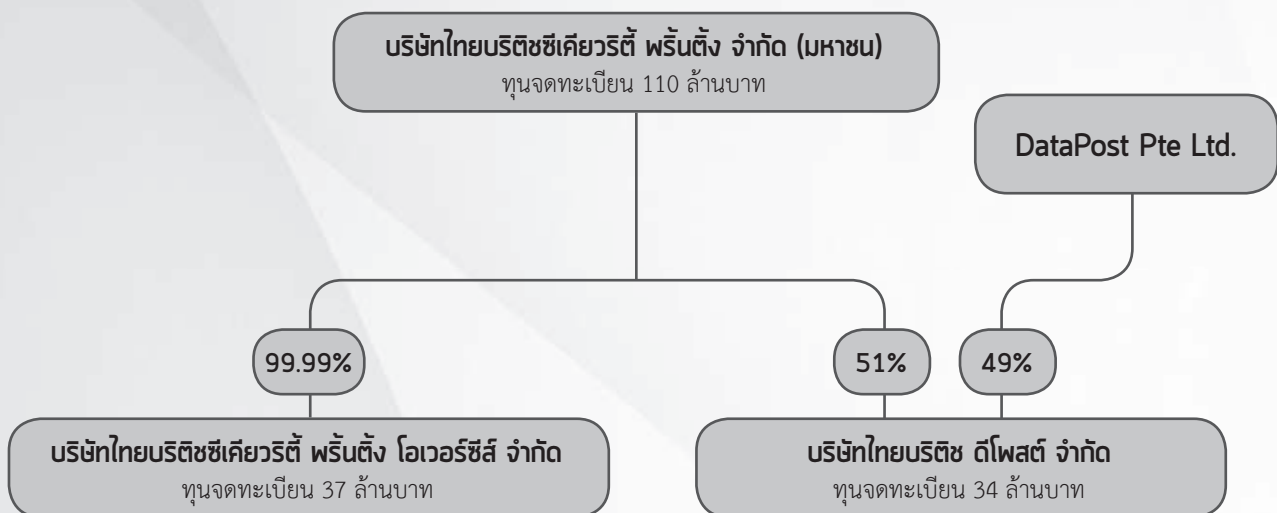 บริษัทไทยบริติชซีเคียวริตี้ พริ้นติ้ง จำกัด (มหาชน)
ทุนจดทะเบียน 110 ล้านบาท
DataPost Pte Ltd.
99.99%
51%
49%
บริษัทไทยบริติชซีเคียวริตี้ พริ้นติ้ง โอเวอร์ซีส์ จำกัด
ทุนจดทะเบียน 37 ล้านบาท
บริษัทไทยบริติช ดีโพสต์ จำกัด
ทุนจดทะเบียน 34 ล้านบาท